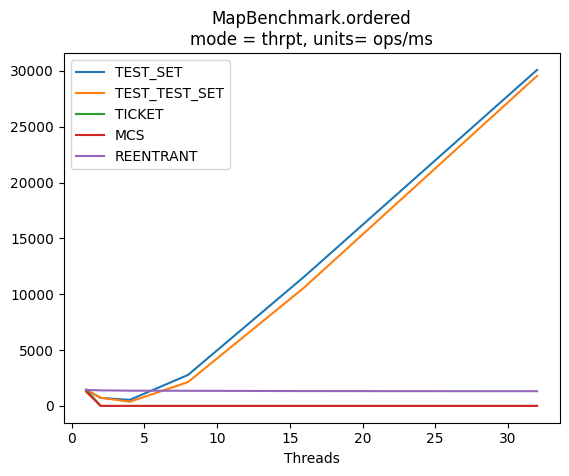 MapBenchmark.ordered
mode = thrpt, units= ops/ms
TEST_SET
TEST_TEST_SET
TICKET
MCS
REENTRANT
30000
25000
20000
15000
10000
5000
0
0 5 10 15 20 25 30
Threads